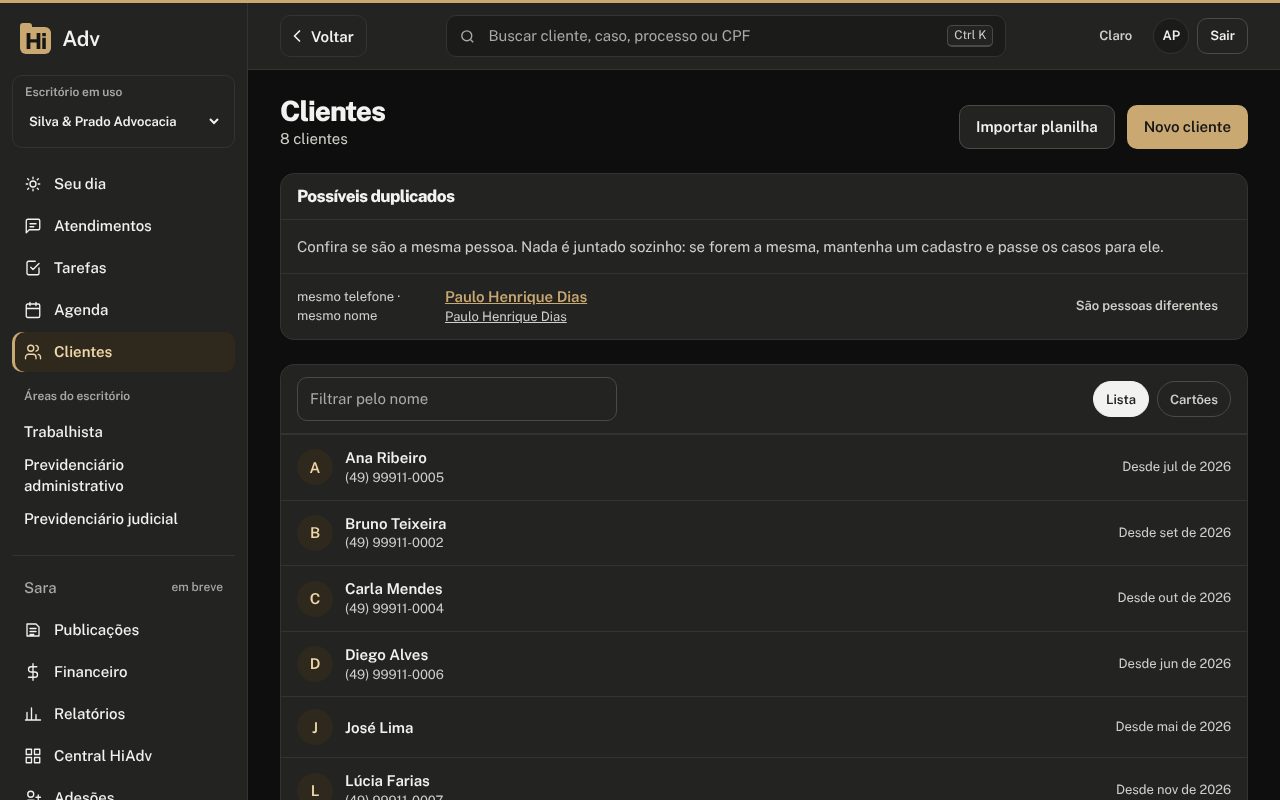 Hi Adv
Voltar
Buscar cliente, caso, processo ou CPF
Ctrl K
Claro
AP
Sair
Escritório em uso
Silva & Prado Advocacia
Seu dia
Atendimentos
Tarefas
Agenda
Clientes
Áreas do escritório
Trabalhista
Previdenciário
administrativo
Previdenciário judicial
Sara
em breve
Publicações
Financeiro
Relatórios
Central HiAdv
Adesões
Clientes
8 clientes
Importar planilha
Novo cliente
Possíveis duplicados
Confira se são a mesma pessoa. Nada é juntado sozinho: se forem a mesma, mantenha um cadastro e passe os casos para ele.
mesmo telefone ·
mesmo nome
Paulo Henrique Dias
Paulo Henrique Dias
São pessoas diferentes
Filtrar pelo nome
Lista
Cartões
A
Ana Ribeiro
(49) 99911-0005
Desde jul de 2026
B
Bruno Teixeira
(49) 99911-0002
Desde set de 2026
C
Carla Mendes
(49) 99911-0004
Desde out de 2026
D
Diego Alves
(49) 99911-0006
Desde jun de 2026
J
José Lima
Desde mai de 2026
L
Lúcia Farias
(49) 99911-0007
Desde nov de 2026